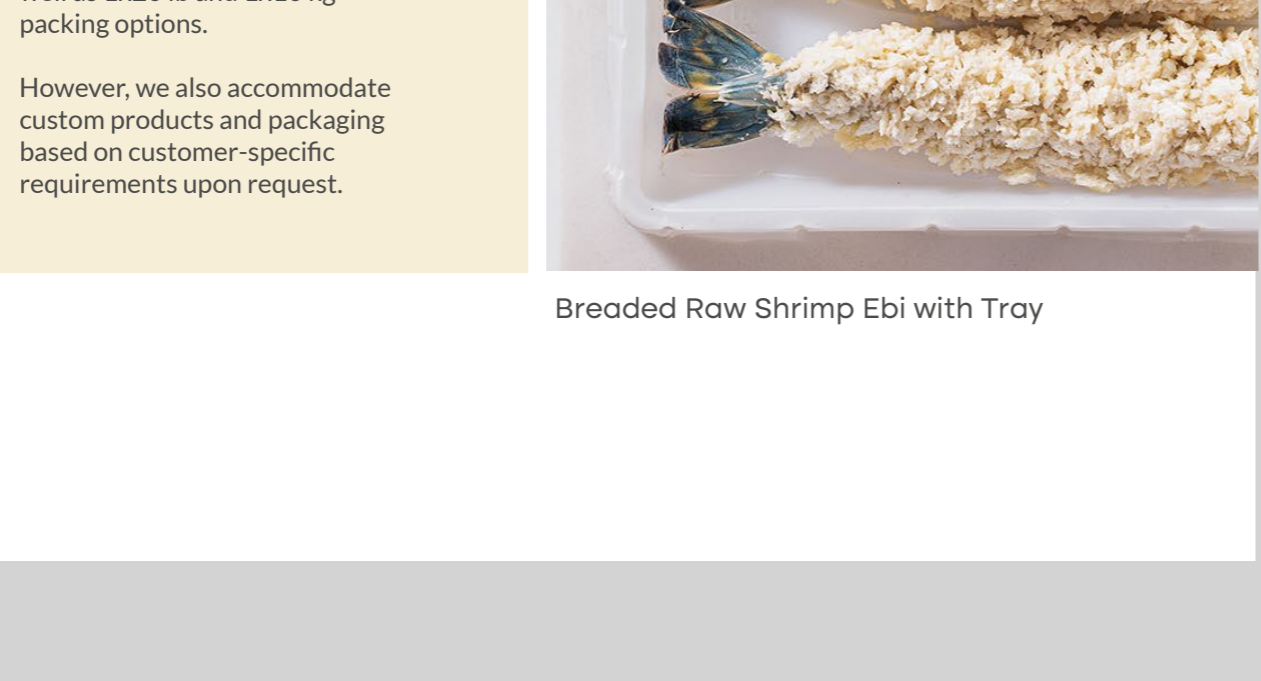 packing options.
However, we also accommodate
custom products and packaging
based on customer-specific
requirements upon request.
Breaded Raw Shrimp Ebi with Tray